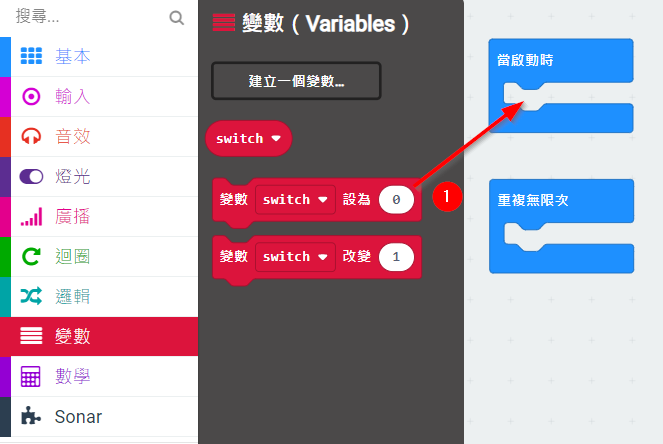 搜尋...
基本
輸入
音效
燈光
廣播
迴圈
邏輯
變數
數學
Sonar
變數 ( Variables )
建立一個變數...
switch
變數 switch 設為 0
變數 switch 改變 1
1
當啟動時
重複無限次